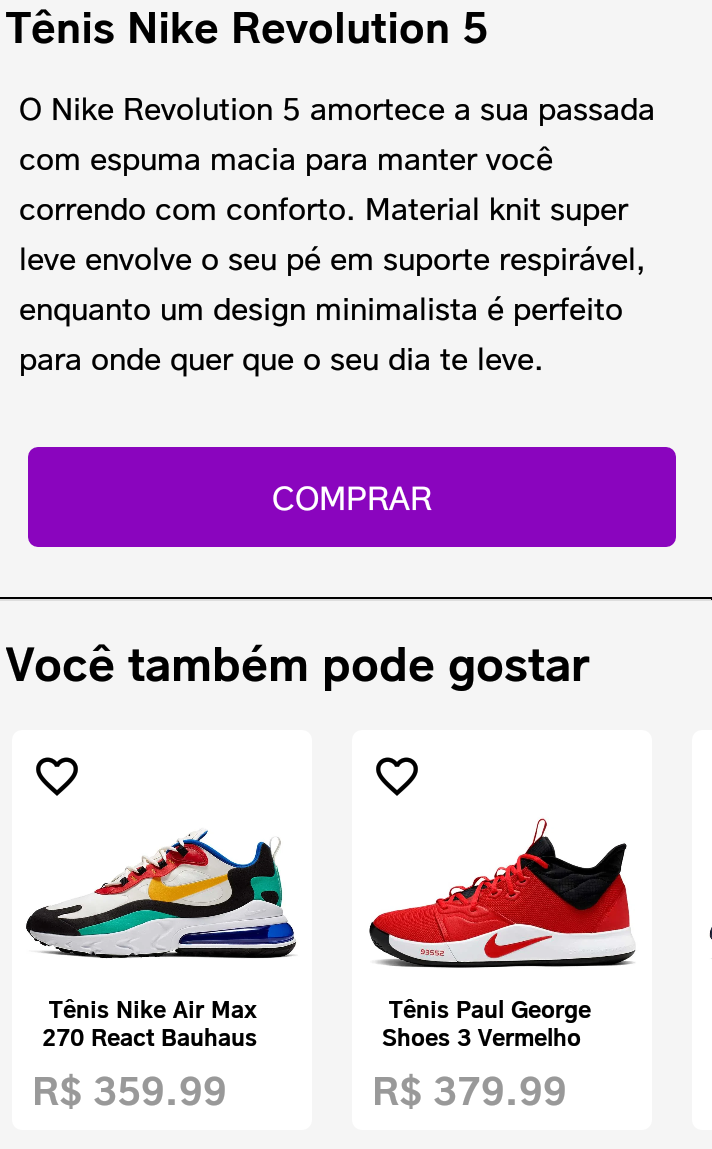 Tênis Nike Revolution 5
O Nike Revolution 5 amortece a sua passada
com espuma macia para manter você
correndo com conforto. Material knit super
leve envolve o seu pé em suporte respirável,
enquanto um design minimalista é perfeito
para onde quer que o seu dia te leve.
COMPRAR
Você também pode gostar
93552
Tênis Nike Air Max
270 React Bauhaus
R$ 359.99
Tênis Paul George
Shoes 3 Vermelho
R$ 379.99